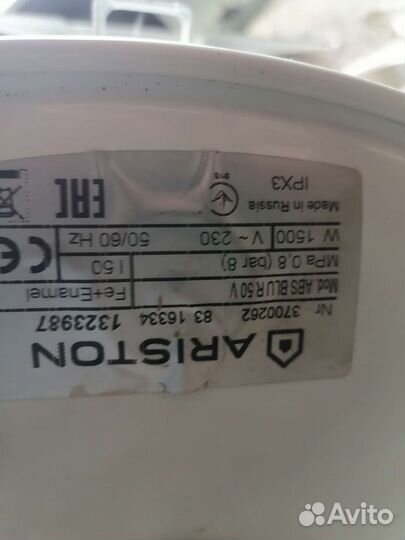 ARISTON
Nr 3700262 83 16334 1323987
Mod. ABS BLU R 50 V Fe+Enamel
MPa 0,8 (bar 8) l 50
W 1500 V ~ 230 50/60 Hz
Made in Russia IPX3
010
EAC
CE
Avito